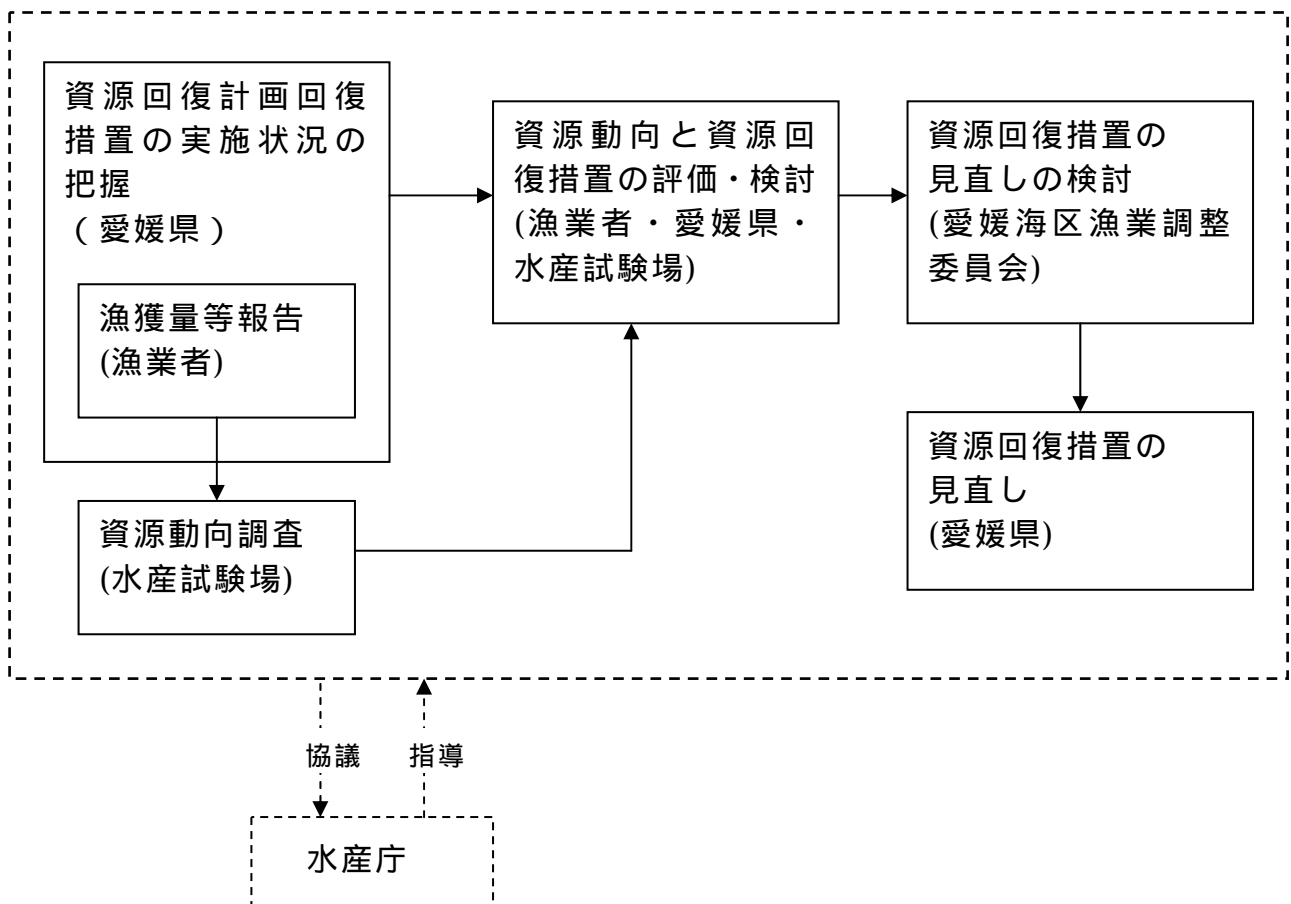 資源回復計画回復
措置の実施状況の
把握
（愛媛県）
漁獲量等報告
(漁業者)
資源動向調査
(水産試験場)
資源動向と資源回
復措置の評価・検討
(漁業者・愛媛県・
水産試験場)
資源回復措置の
見直しの検討
(愛媛海区漁業調整
委員会)
資源回復措置の
見直し
(愛媛県)
協議
指導
水産庁